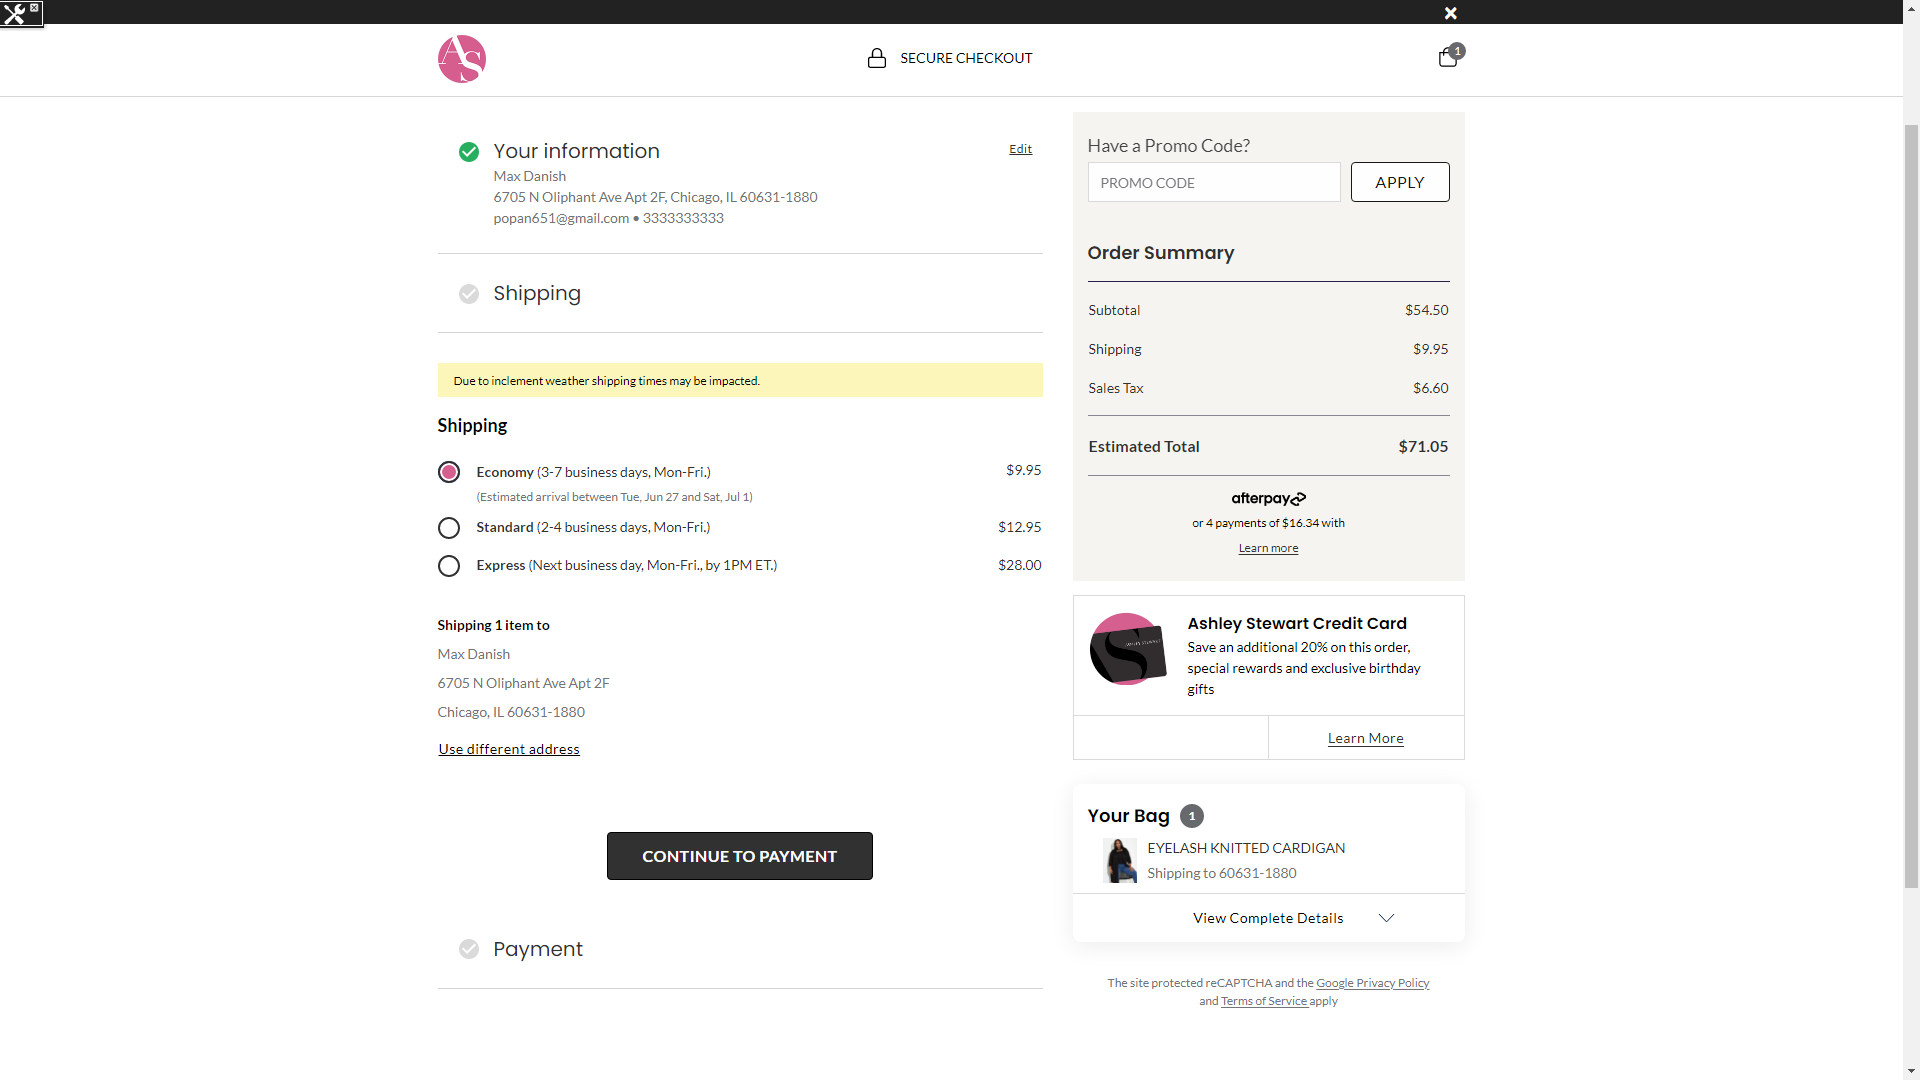 AS
SECURE CHECKOUT
1
Your information
Edit
Max Danish
6705 N Oliphant Ave Apt 2F, Chicago, IL 60631-1880
popan651@gmail.com • 3333333333
Shipping
Due to inclement weather shipping times may be impacted.
Shipping
Economy (3-7 business days, Mon-Fri.) $9.95
(Estimated arrival between Tue, Jun 27 and Sat, Jul 1)
Standard (2-4 business days, Mon-Fri.) $12.95
Express (Next business day, Mon-Fri., by 1PM ET.) $28.00
Shipping 1 item to
Max Danish
6705 N Oliphant Ave Apt 2F
Chicago, IL 60631-1880
Use different address
CONTINUE TO PAYMENT
Payment
Have a Promo Code?
PROMO CODE
APPLY
Order Summary
Subtotal $54.50
Shipping $9.95
Sales Tax $6.60
Estimated Total $71.05
afterpay
or 4 payments of $16.34 with
Learn more
Ashley Stewart Credit Card
Save an additional 20% on this order,
special rewards and exclusive birthday
gifts
Learn More
Your Bag 1
EYELASH KNITTED CARDIGAN
Shipping to 60631-1880
View Complete Details
The site protected reCAPTCHA and the Google Privacy Policy
and Terms of Service apply